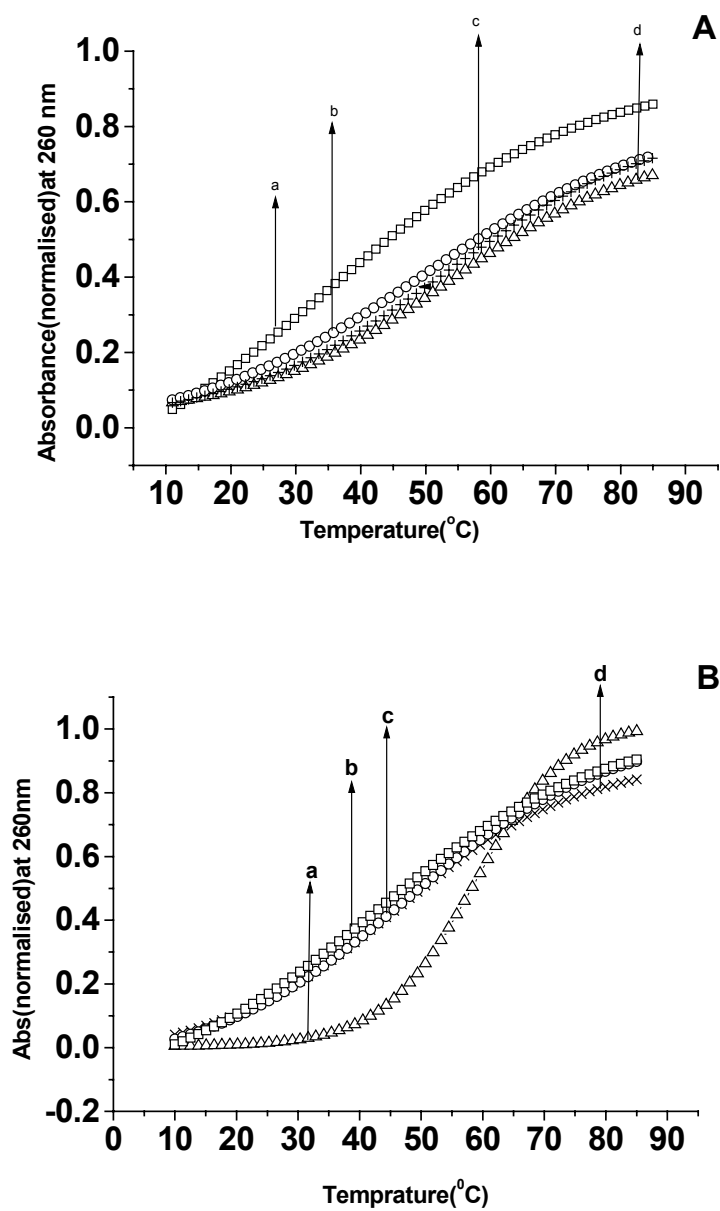 A
c
d
b
a
1.0
0.8
0.6
0.4
0.2
0.0
Absorbance(normalised)at 260 nm
10 20 30 40 50 60 70 80 90
Temperature(°C)
B
d
c
b
a
1.0
0.8
0.6
0.4
0.2
0.0
-0.2
Abs(normalised)at 260nm
0 10 20 30 40 50 60 70 80 90
Temprature(⁰C)